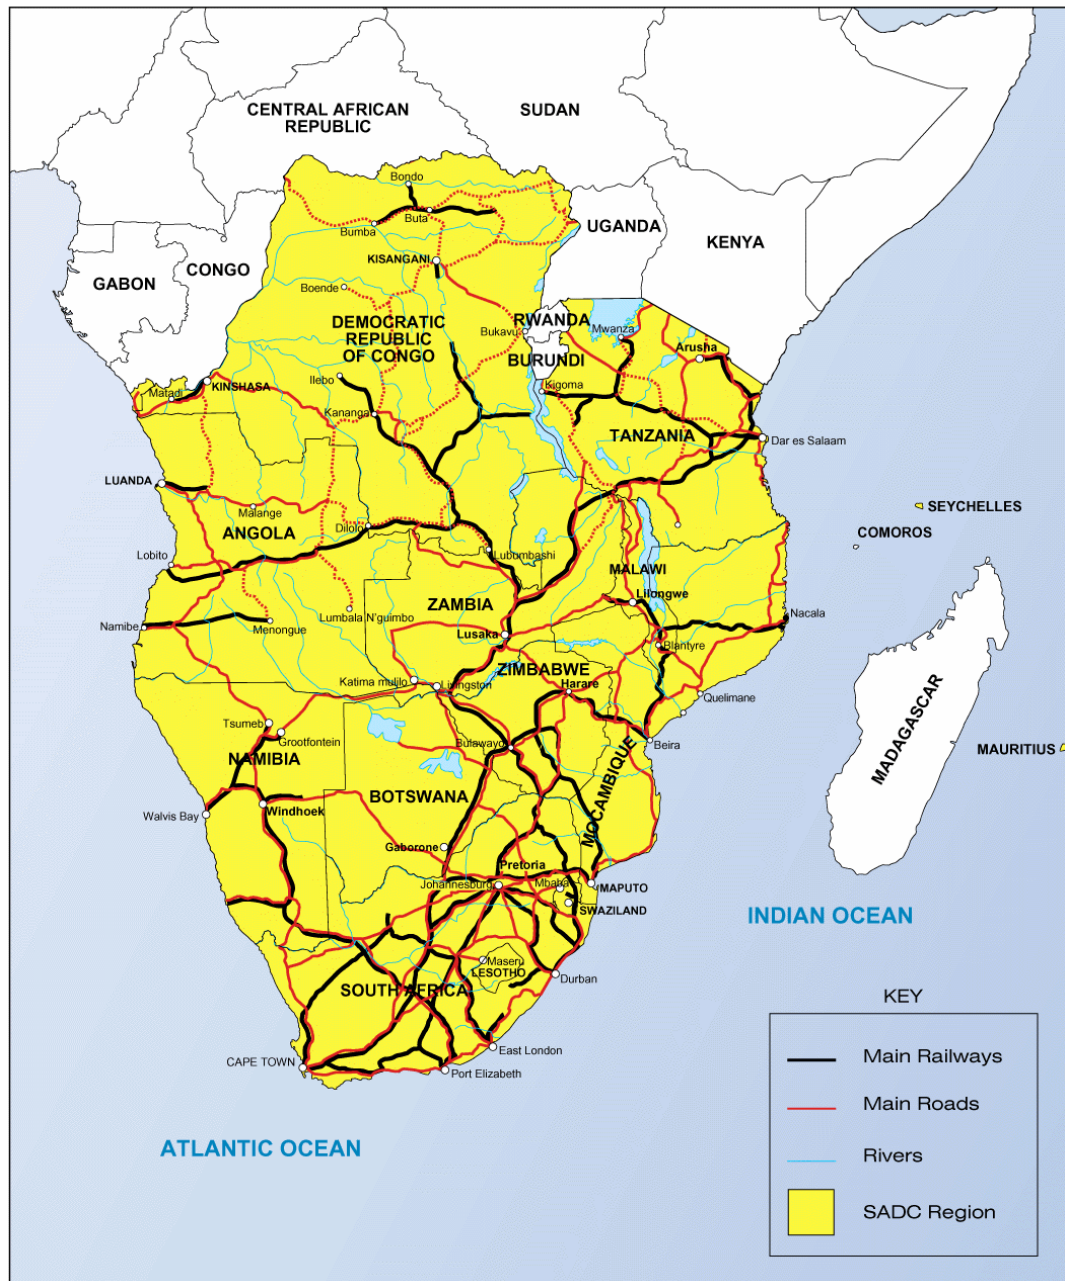 CENTRAL AFRICAN
REPUBLIC
SUDAN
Bondo
Buta
Bumba
UGANDA
KENYA
CONGO
GABON
KISANGANI
Boende
DEMOCRATIC
REPUBLIC
OF CONGO
Bukavu
RWANDA
Mwanza
BURUNDI
Arusha
Ilebo
Kigoma
Matadi
KINSHASA
Kananga
TANZANIA
Dar es Salaam
LUANDA
Malange
ANGOLA
Dilolo
SEYCHELLES
COMOROS
Lobito
Lubumbashi
MALAWI
Lilongwe
ZAMBIA
Lumbala N'guimbo
Nacala
Namibe
Menongue
Lusaka
Blantyre
ZIMBABWE
Katima mulilo
Livingston
Harare
Quelimane
Tsumeb
Grootfontein
Bulawayo
Beira
NAMIBIA
MOCAMBIQUE
MADAGASCAR
MAURITIUS
BOTSWANA
Walvis Bay
Windhoek
Gaborone
Pretoria
Johannesburg
Mbaba
MAPUTO
SWAZILAND
INDIAN OCEAN
Maseru
LESOTHO
Durban
SOUTH AFRICA
East London
CAPE TOWN
Port Elizabeth
ATLANTIC OCEAN
KEY
Main Railways
Main Roads
Rivers
SADC Region